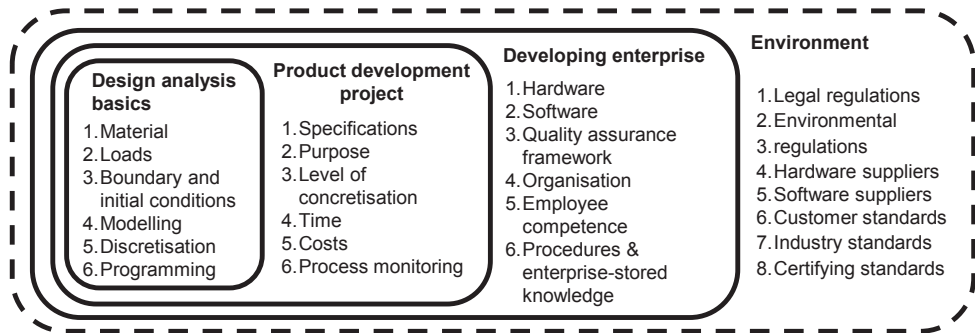 Design analysis
basics
1.Material
2.Loads
3.Boundary and
initial conditions
4.Modelling
5.Discretisation
6.Programming
Product development
project
1.Specifications
2.Purpose
3.Level of
concretisation
4.Time
5.Costs
6.Process monitoring
Developing enterprise
1.Hardware
2.Software
3.Quality assurance
framework
4.Organisation
5.Employee
competence
6.Procedures &
enterprise-stored
knowledge
Environment
1.Legal regulations
2.Environmental
3.regulations
4.Hardware suppliers
5.Software suppliers
6.Customer standards
7.Industry standards
8.Certifying standards